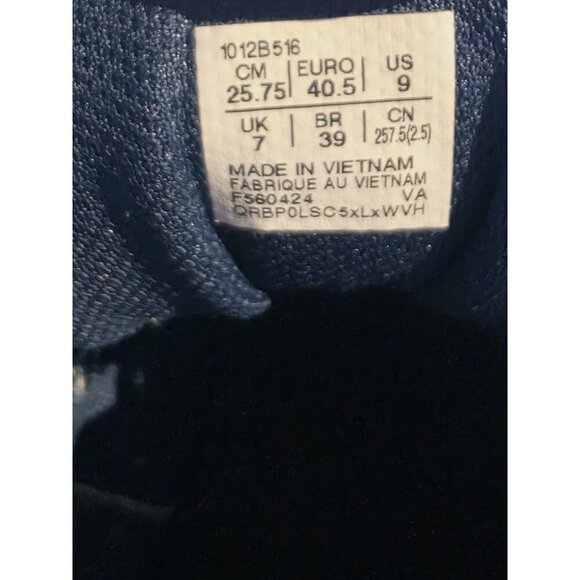 1012B516
CM | EURO | US
25.75 | 40.5 | 9
UK | BR | CN
7 | 39 | 257.5(2.5)
MADE IN VIETNAM
FABRIQUE AU VIETNAM
F560424 VA
QRBP0LSC5xLxWVH